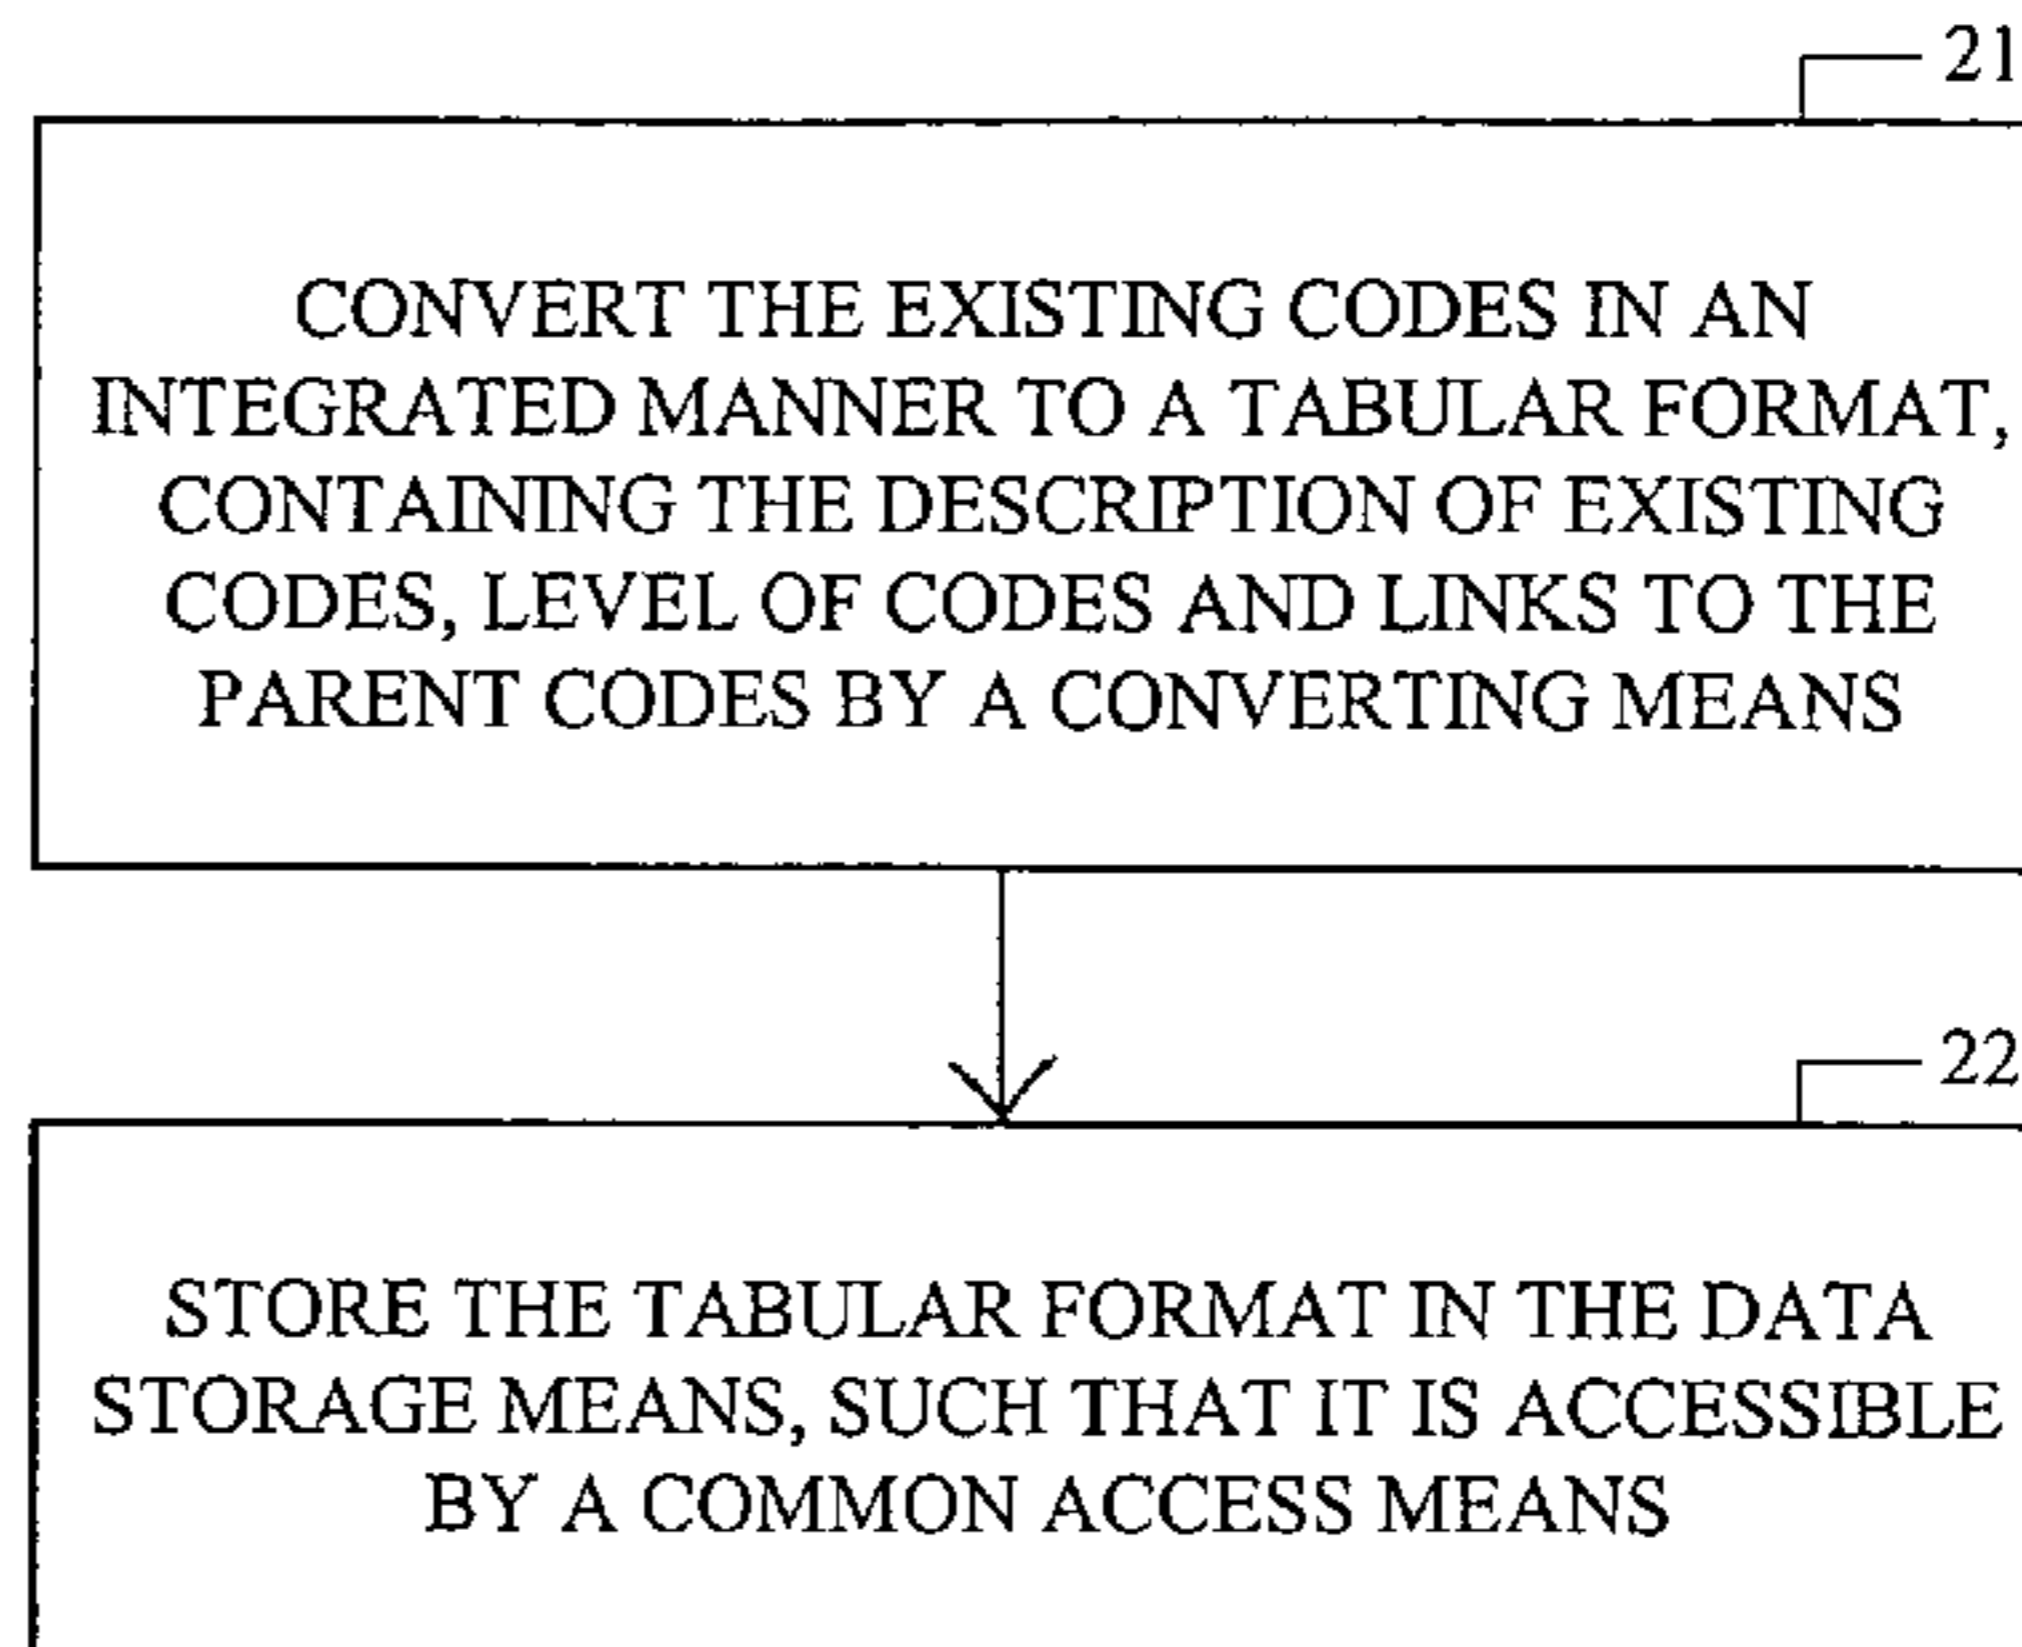 21
CONVERT THE EXISTING CODES IN AN
INTEGRATED MANNER TO A TABULAR FORMAT,
CONTAINING THE DESCRIPTION OF EXISTING
CODES, LEVEL OF CODES AND LINKS TO THE
PARENT CODES BY A CONVERTING MEANS
22
STORE THE TABULAR FORMAT IN THE DATA
STORAGE MEANS, SUCH THAT IT IS ACCESSIBLE
BY A COMMON ACCESS MEANS